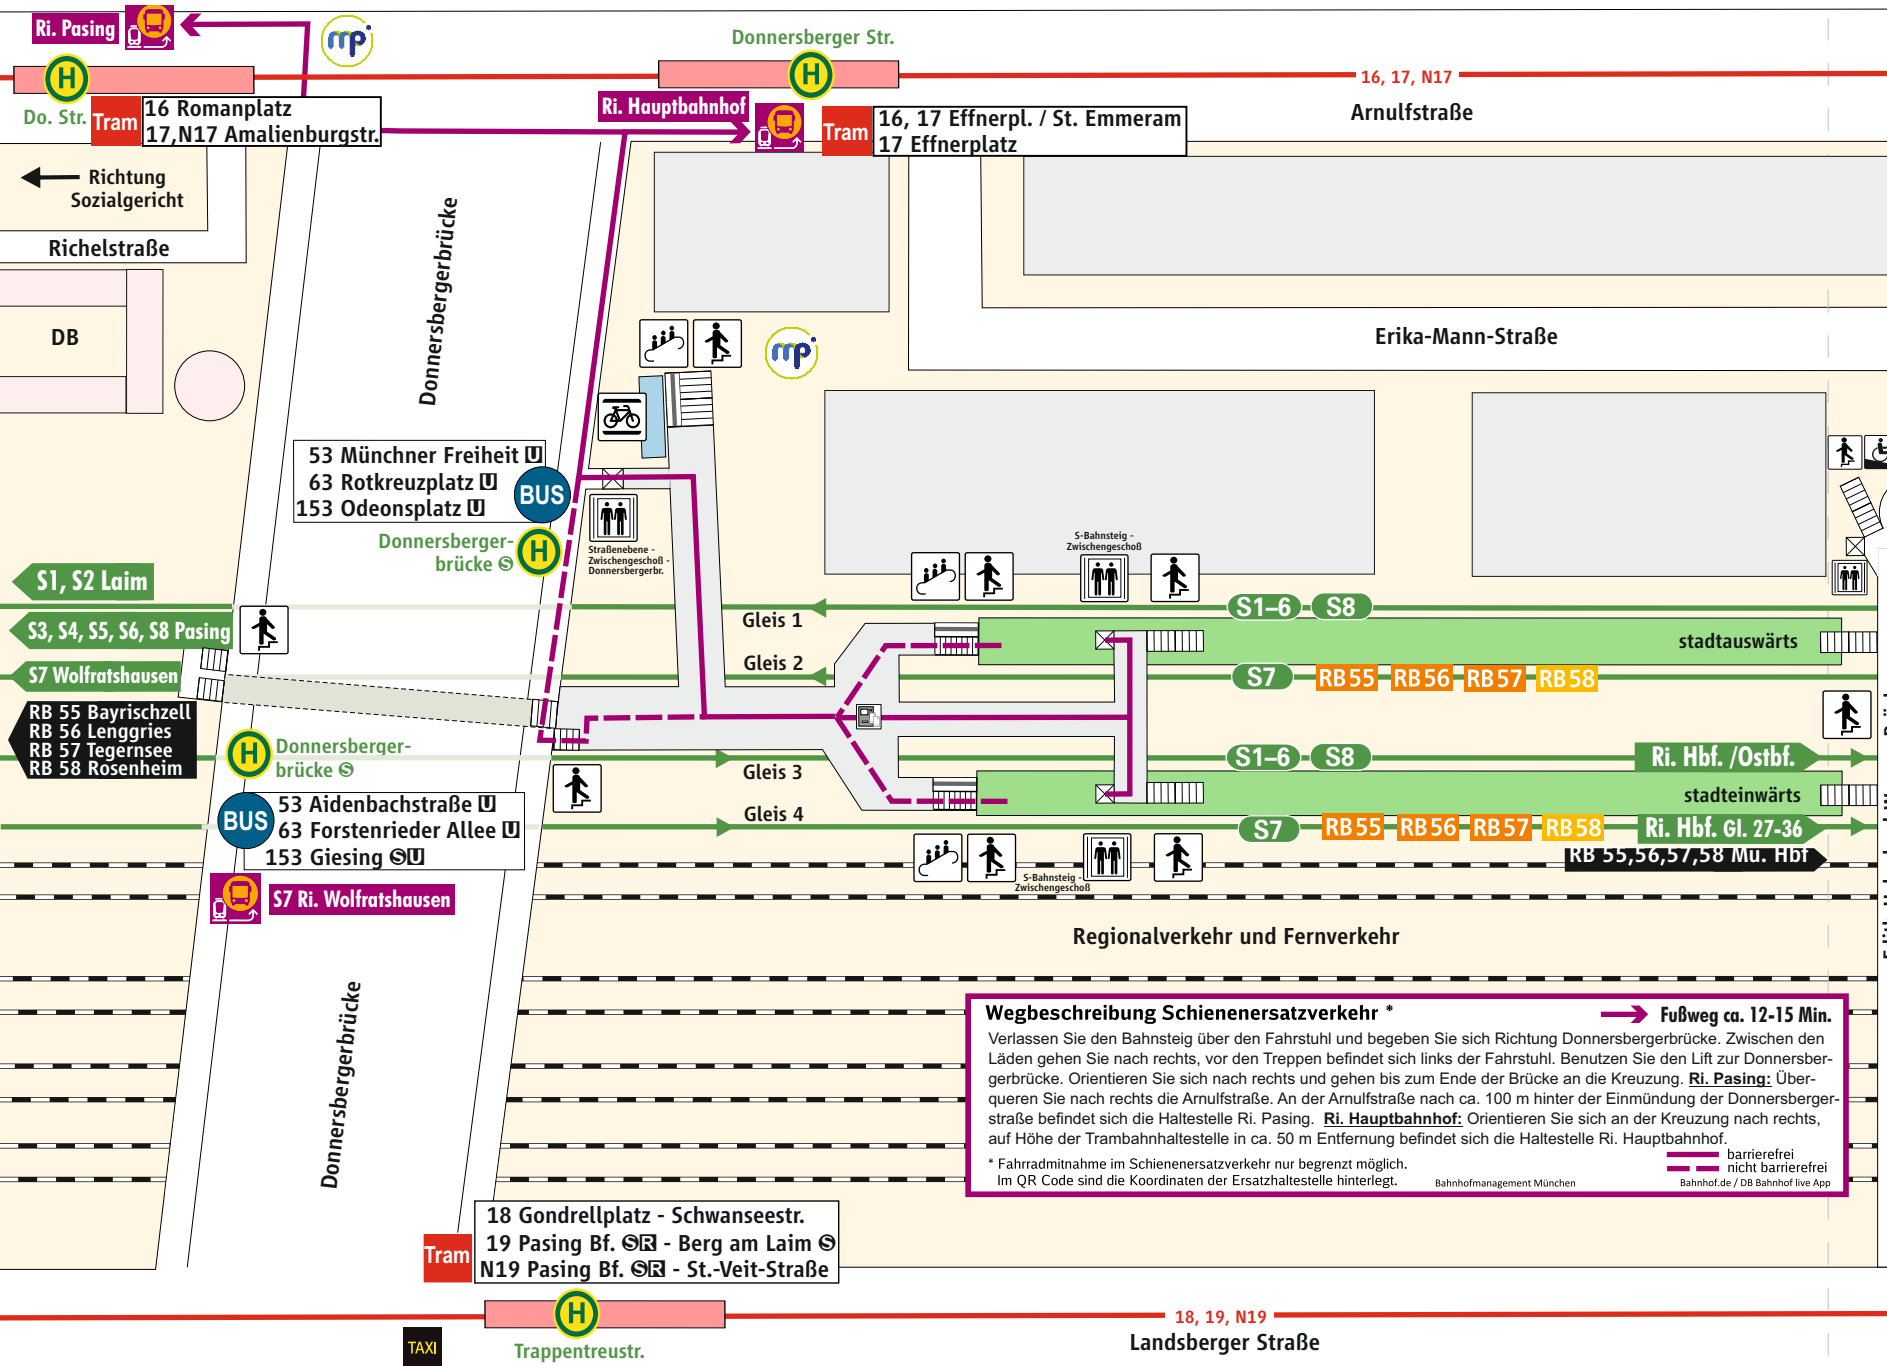 Ri. Pasing
mpi
Donnersberger Str.
H
H
16, 17, N17
Do. Str.
Tram
16 Romanplatz
17,N17 Amalienburgstr.
Ri. Hauptbahnhof
Tram
16, 17 Effnerpl. / St. Emmeram
17 Effnerplatz
Arnulfstraße
Richtung
Sozialgericht
Richelstraße
Donnersbergerbrücke
DB
mpi
Erika-Mann-Straße
53 Münchner Freiheit U
63 Rotkreuzplatz U
153 Odeonsplatz U
BUS
Donnersberger-
brücke S
H
Straßenebene -
Zwischengeschoß -
Donnersbergerbr.
S-Bahnsteig -
Zwischengeschoß
S1, S2 Laim
S3, S4, S5, S6, S8 Pasing
S7 Wolfratshausen
Gleis 1
S1–6 S8
stadtauswärts
Gleis 2
S7 RB55 RB56 RB57 RB58
RB 55 Bayrischzell
RB 56 Lenggries
RB 57 Tegernsee
RB 58 Rosenheim
H
Donnersberger-
brücke S
Gleis 3
S1–6 S8
Ri. Hbf. /Ostbf.
stadteinwärts
BUS
53 Aidenbachstraße U
63 Forstenrieder Allee U
153 Giesing S U
Gleis 4
S7 RB55 RB56 RB57 RB58
Ri. Hbf. Gl. 27-36
RB 55,56,57,58 Mü. Hbf
S-Bahnsteig -
Zwischengeschoß
S7 Ri. Wolfratshausen
Regionalverkehr und Fernverkehr
Donnersbergerbrücke
Wegbeschreibung Schienenersatzverkehr *
Fußweg ca. 12-15 Min.
Verlassen Sie den Bahnsteig über den Fahrstuhl und begeben Sie sich Richtung Donnersbergerbrücke. Zwischen den
Läden gehen Sie nach rechts, vor den Treppen befindet sich links der Fahrstuhl. Benutzen Sie den Lift zur Donnersber-
gerbrücke. Orientieren Sie sich nach rechts und gehen bis zum Ende der Brücke an die Kreuzung. Ri. Pasing: Über-
queren Sie nach rechts die Arnulfstraße. An der Arnulfstraße nach ca. 100 m hinter der Einmündung der Donnersberger-
straße befindet sich die Haltestelle Ri. Pasing. Ri. Hauptbahnhof: Orientieren Sie sich an der Kreuzung nach rechts,
auf Höhe der Trambahnhaltestelle in ca. 50 m Entfernung befindet sich die Haltestelle Ri. Hauptbahnhof.
* Fahrradmitnahme im Schienenersatzverkehr nur begrenzt möglich.
Im QR Code sind die Koordinaten der Ersatzhaltestelle hinterlegt.
Bahnhofmanagement München
barrierefrei
nicht barrierefrei
Bahnhof.de / DB Bahnhof live App
Tram
18 Gondrellplatz - Schwanseestr.
19 Pasing Bf. S R - Berg am Laim S
N19 Pasing Bf. S R - St.-Veit-Straße
H
18, 19, N19
TAXI
Trappentreustr.
Landsberger Straße